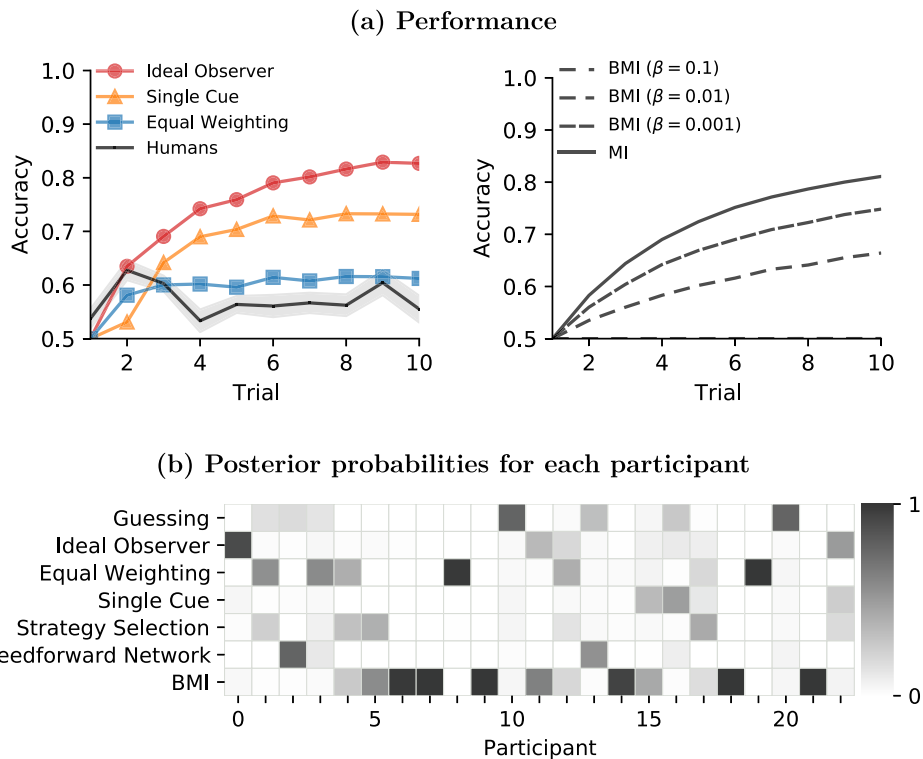 (a) Performance
1.0
0.9
0.8
0.7
0.6
0.5
Accuracy
2 4 6 8 10
Trial
Ideal Observer
Single Cue
Equal Weighting
Humans
1.0
0.9
0.8
0.7
0.6
0.5
Accuracy
2 4 6 8 10
Trial
BMI (β = 0.1)
BMI (β = 0.01)
BMI (β = 0.001)
MI
(b) Posterior probabilities for each participant
Guessing
Ideal Observer
Equal Weighting
Single Cue
Strategy Selection
eedforward Network
BMI
0 5 10 15 20
Participant
1
0